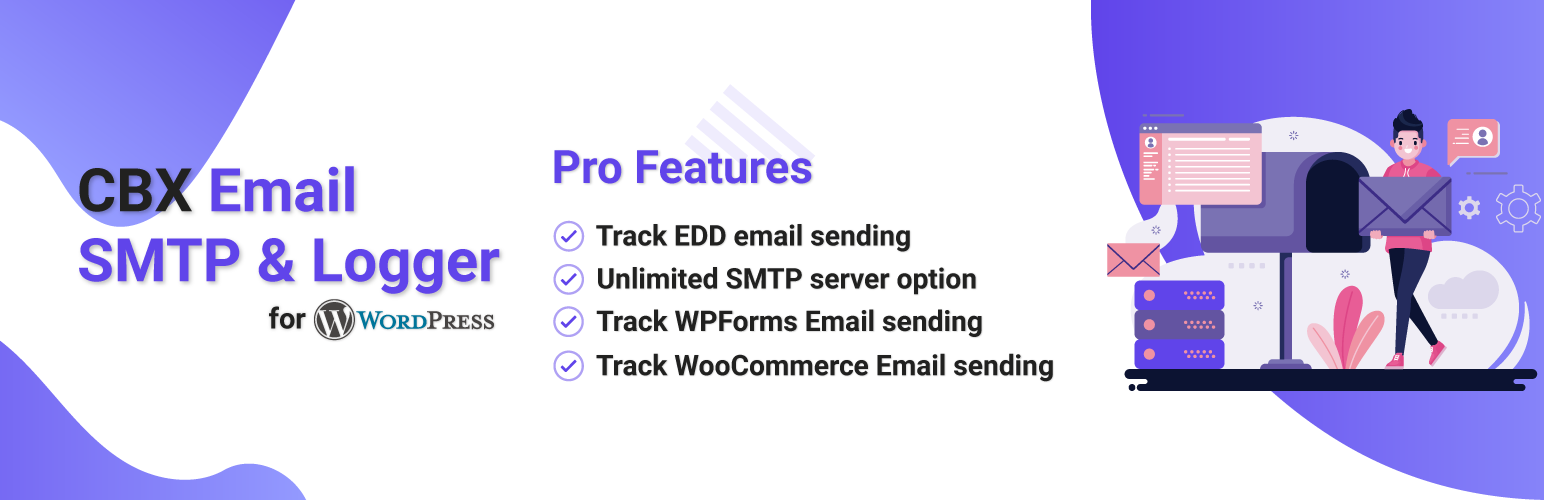 CBX Email
SMTP & Logger
for WORDPRESS
Pro Features
Track EDD email sending
Unlimited SMTP server option
Track WPForms Email sending
Track WooCommerce Email sending